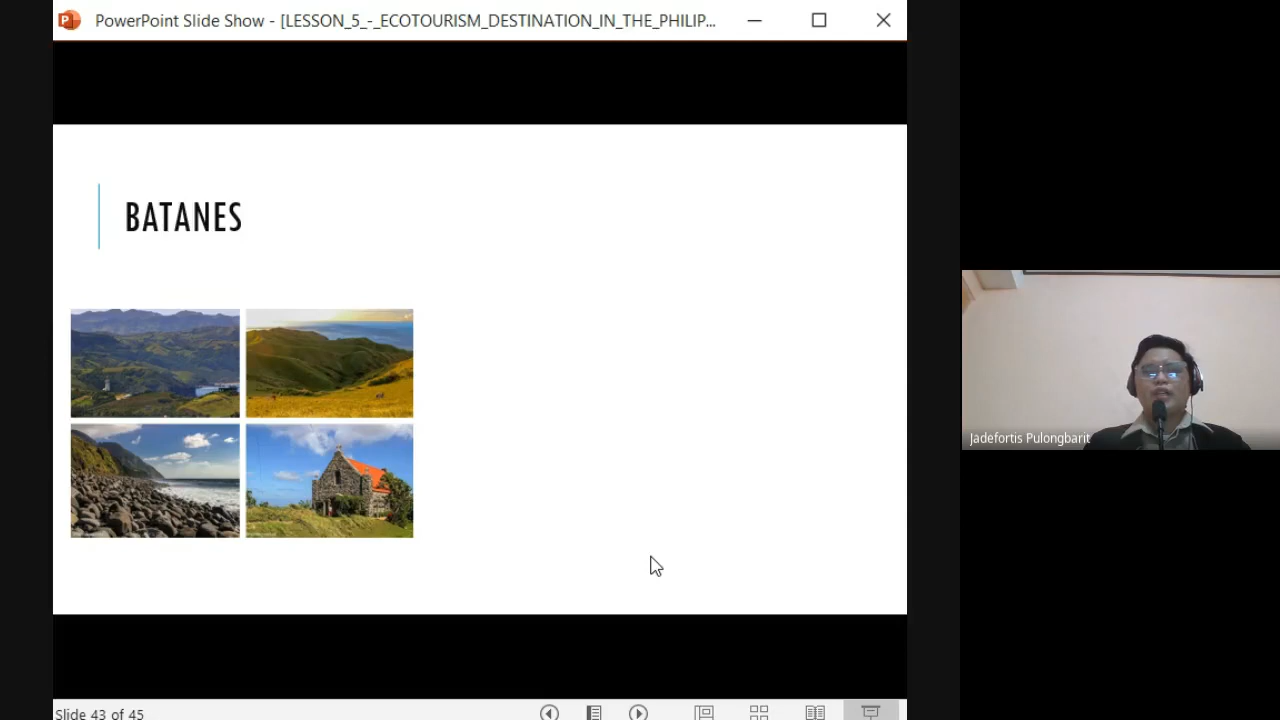 PowerPoint Slide Show - [LESSON_5_-_ECOTOURISM_DESTINATION_IN_THE_PHILIP...
BATANES
Jadefortis Pulongbarit
Slide 43 of 45